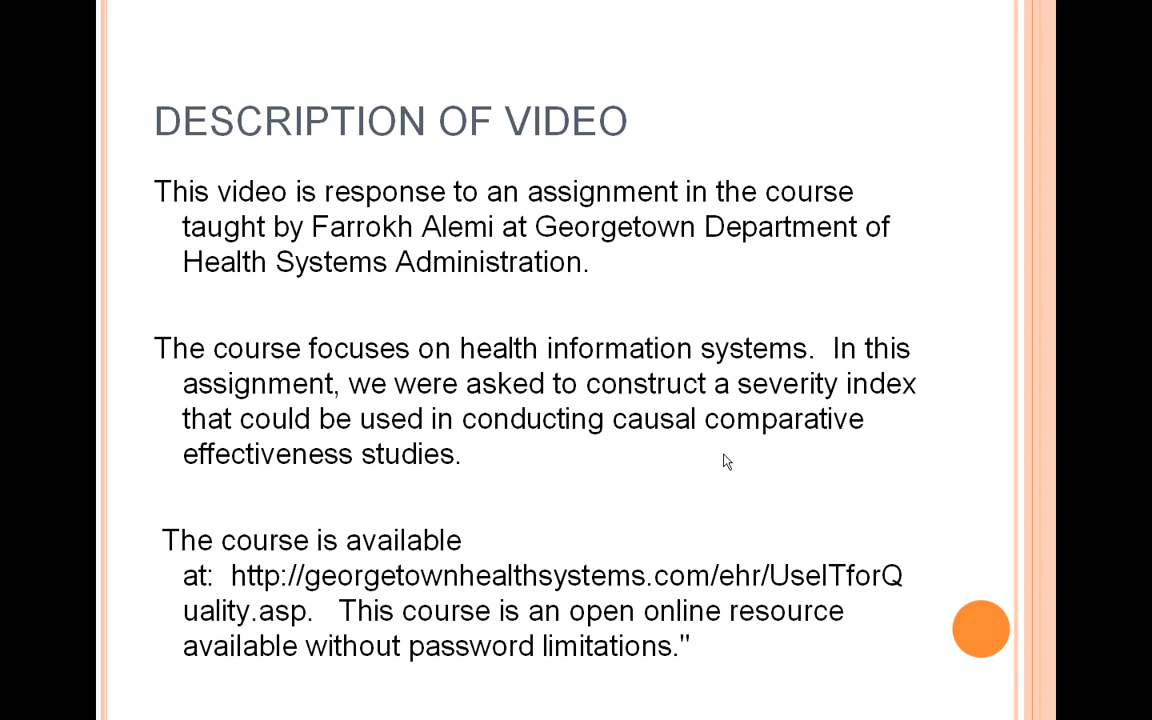 DESCRIPTION OF VIDEO
This video is response to an assignment in the course
taught by Farrokh Alemi at Georgetown Department of
Health Systems Administration.
The course focuses on health information systems.  In this
assignment, we were asked to construct a severity index
that could be used in conducting causal comparative
effectiveness studies.
The course is available
at:  http://georgetownhealthsystems.com/ehr/UseITforQ
uality.asp.   This course is an open online resource
available without password limitations."